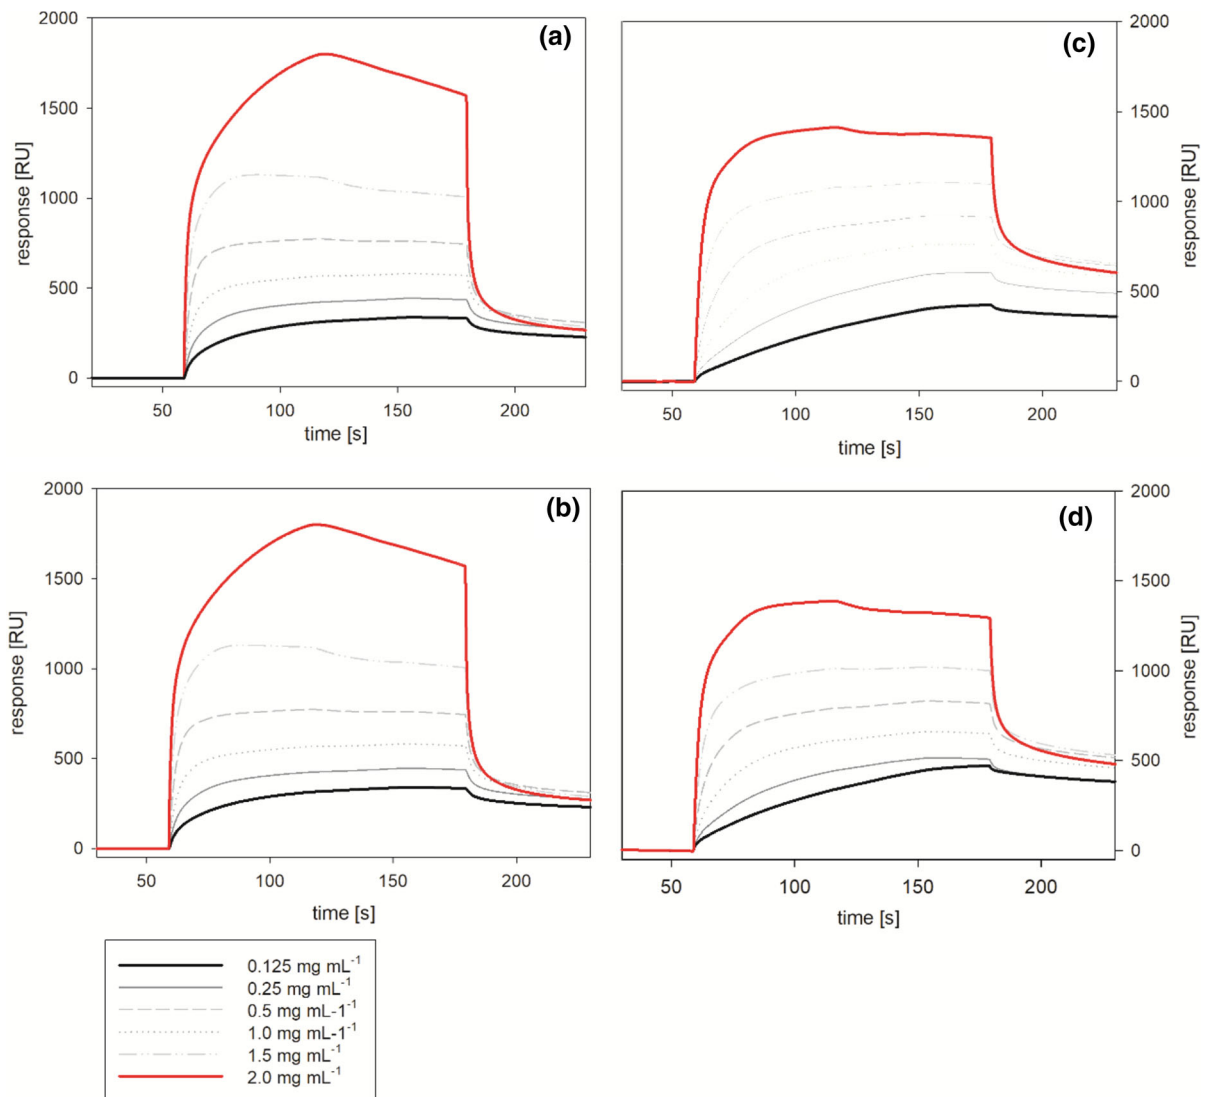 (a)
2000
1500
1000
500
0
response [RU]
50 100 150 200
time [s]
(c)
2000
1500
1000
500
0
response [RU]
50 100 150 200
time [s]
(b)
2000
1500
1000
500
0
response [RU]
50 100 150 200
time [s]
(d)
2000
1500
1000
500
0
response [RU]
50 100 150 200
time [s]
0.125 mg mL⁻¹
0.25 mg mL⁻¹
0.5 mg mL-1⁻¹
1.0 mg mL-1⁻¹
1.5 mg mL⁻¹
2.0 mg mL⁻¹